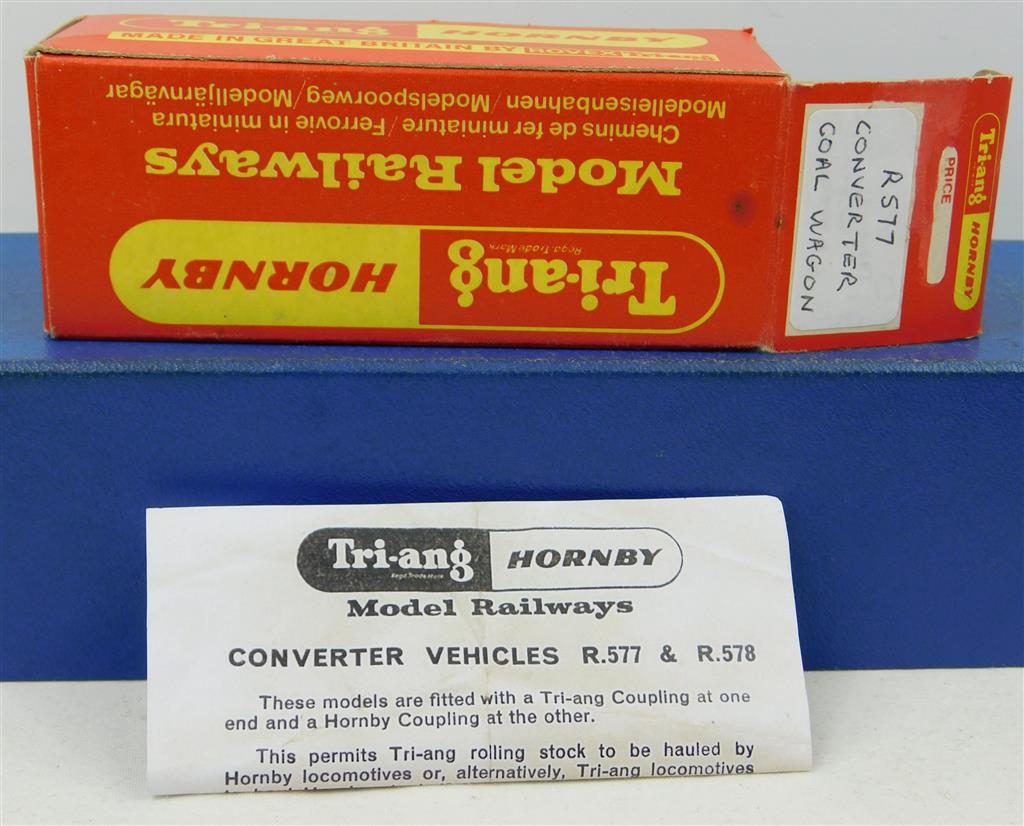 Tri-ang HORNBY
MADE IN GREAT BRITAIN BY ROVEX
Tri-ang HORNBY
Regd. Trade Mark
Model Railways
Chemins de fer miniature/Ferrovie in miniatura
Modelleisenbahnen/Modelspoorweg/Modelljärnvägar
R577
CONVERTER
COAL WAGON
PRICE
Tri-ang HORNBY
Tri-ang HORNBY
Regd. Trade Mark
Model Railways
CONVERTER VEHICLES R.577 & R.578
These models are fitted with a Tri-ang Coupling at one
end and a Hornby Coupling at the other.
This permits Tri-ang rolling stock to be hauled by
Hornby locomotives or, alternatively, Tri-ang locomotives